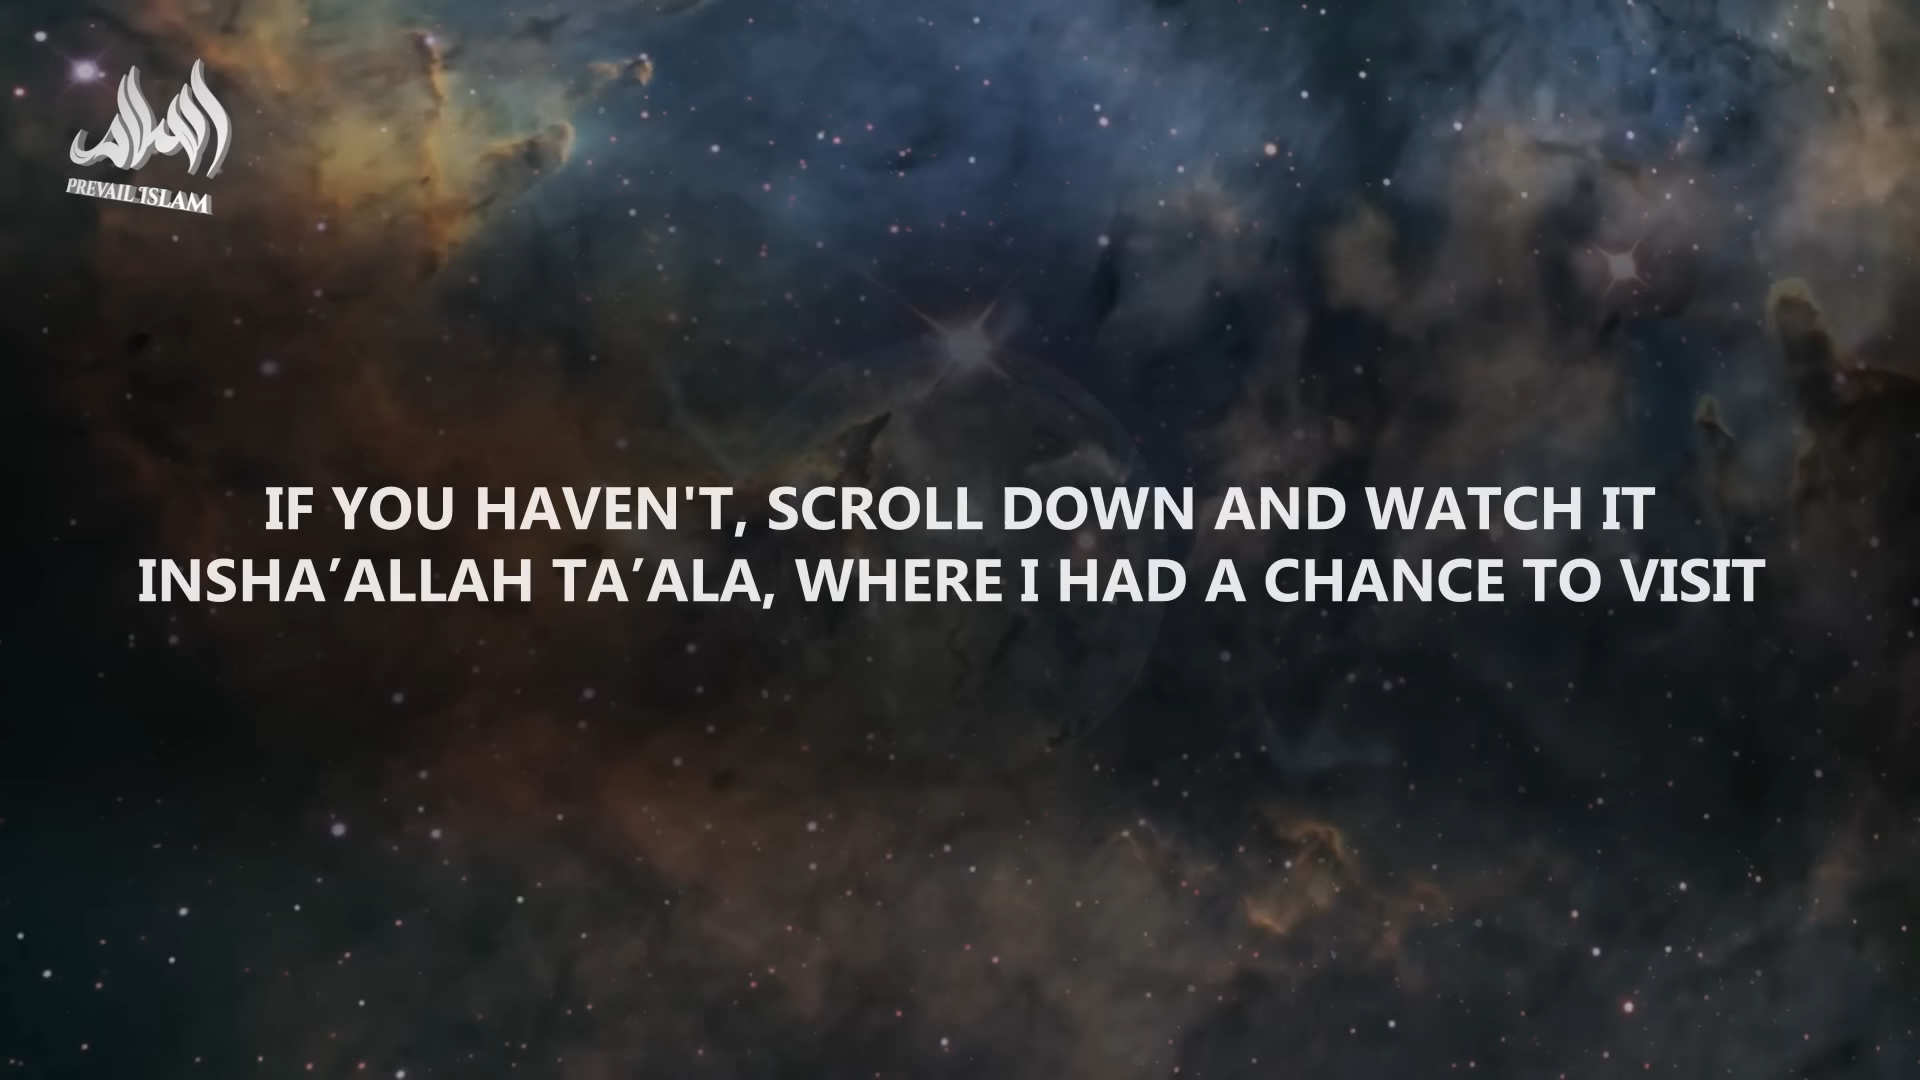 السلام
PREVAIL ISLAM
IF YOU HAVEN'T, SCROLL DOWN AND WATCH IT
INSHA’ALLAH TA’ALA, WHERE I HAD A CHANCE TO VISIT